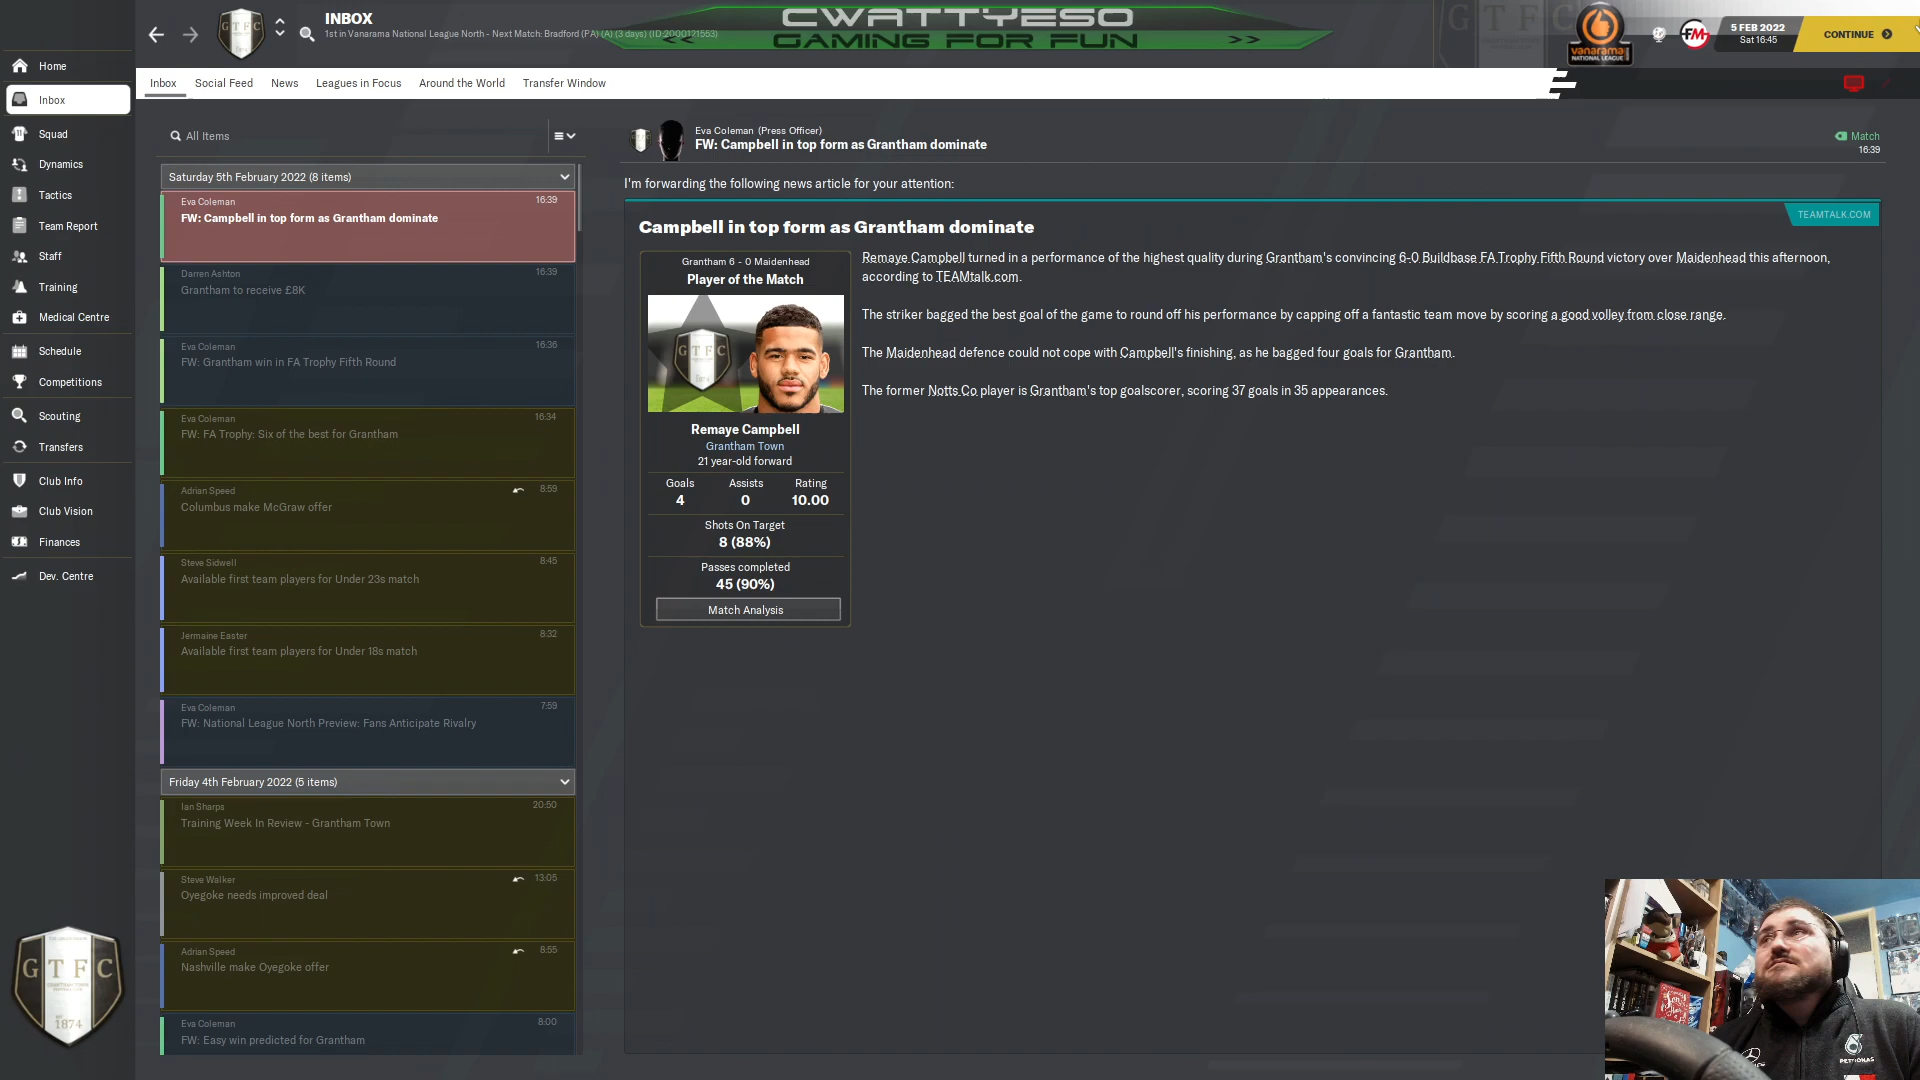 INBOX
1st in Vanarama National League North - Next Match: Bradford (PA) (A) (3 days) (ID:2000121553)
CWATTYESO
GAMING FOR FUN
GTFC
GTFC
vanarama
NATIONAL LEAGUE
FM
5 FEB 2022
Sat 16:45
CONTINUE
Home
Inbox
Squad
Dynamics
Tactics
Team Report
Staff
Training
Medical Centre
Schedule
Competitions
Scouting
Transfers
Club Info
Club Vision
Finances
Dev. Centre
GTFC
1874
Inbox
Social Feed
News
Leagues in Focus
Around the World
Transfer Window
All Items
Saturday 5th February 2022 (8 items)
Eva Coleman 16:39
FW: Campbell in top form as Grantham dominate
Darren Ashton 16:39
Grantham to receive £8K
Eva Coleman 16:36
FW: Grantham win in FA Trophy Fifth Round
Eva Coleman 16:34
FW: FA Trophy: Six of the best for Grantham
Adrian Speed 8:59
Columbus make McGraw offer
Steve Sidwell 8:45
Available first team players for Under 23s match
Jermaine Easter 8:32
Available first team players for Under 18s match
Eva Coleman 7:59
FW: National League North Preview: Fans Anticipate Rivalry
Friday 4th February 2022 (5 items)
Ian Sharps 20:50
Training Week In Review - Grantham Town
Steve Walker 13:05
Oyegoke needs improved deal
Adrian Speed 8:55
Nashville make Oyegoke offer
Eva Coleman 8:00
FW: Easy win predicted for Grantham
Eva Coleman (Press Officer)
FW: Campbell in top form as Grantham dominate
Match
16:39
I'm forwarding the following news article for your attention:
TEAMTALK.COM
Campbell in top form as Grantham dominate
Grantham 6 - 0 Maidenhead
Player of the Match
GTFC
Remaye Campbell
Grantham Town
21 year-old forward
Goals Assists Rating
4 0 10.00
Shots On Target
8 (88%)
Passes completed
45 (90%)
Match Analysis
Remaye Campbell turned in a performance of the highest quality during Grantham's convincing 6-0 Buildbase FA Trophy Fifth Round victory over Maidenhead this afternoon,
according to TEAMtalk.com.
The striker bagged the best goal of the game to round off his performance by capping off a fantastic team move by scoring a good volley from close range.
The Maidenhead defence could not cope with Campbell's finishing, as he bagged four goals for Grantham.
The former Notts Co player is Grantham's top goalscorer, scoring 37 goals in 35 appearances.
PETRONAS